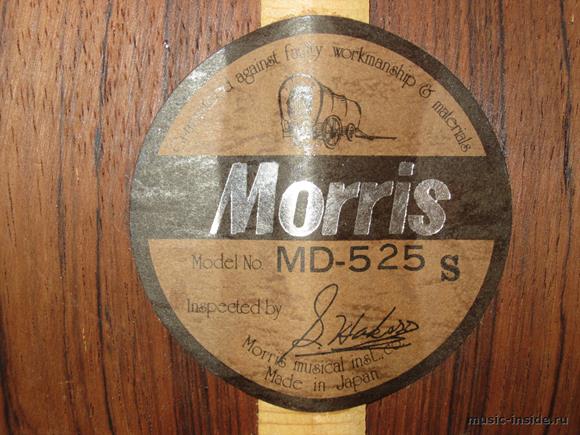 Guaranteed against faulty workmanship & materials
Morris
Model No. MD-525 S
Inspected by
Morris musical inst., co.
Made in Japan
music-inside.ru